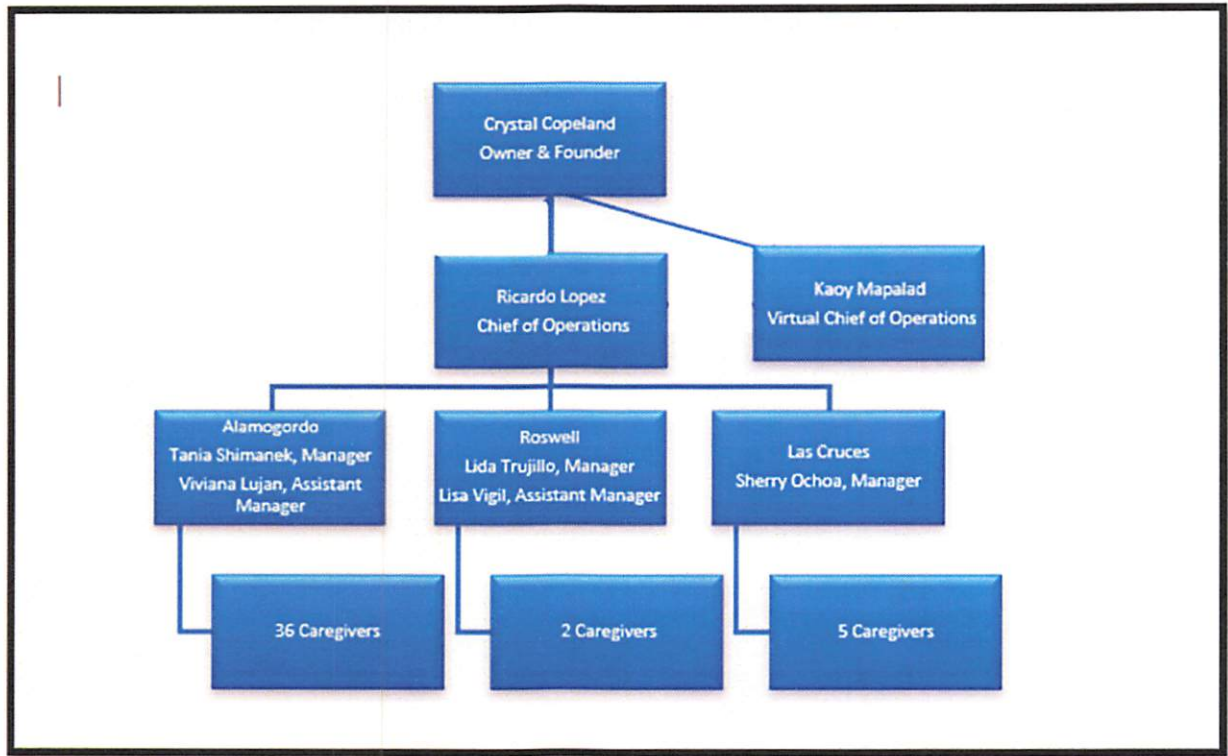 Crystal Copeland
Owner & Founder
Ricardo Lopez
Chief of Operations
Kaoy Mapalad
Virtual Chief of Operations
Alamogordo
Tania Shimanek, Manager
Viviana Lujan, Assistant
Manager
Roswell
Lida Trujillo, Manager
Lisa Vigil, Assistant Manager
Las Cruces
Sherry Ochoa, Manager
36 Caregivers
2 Caregivers
5 Caregivers